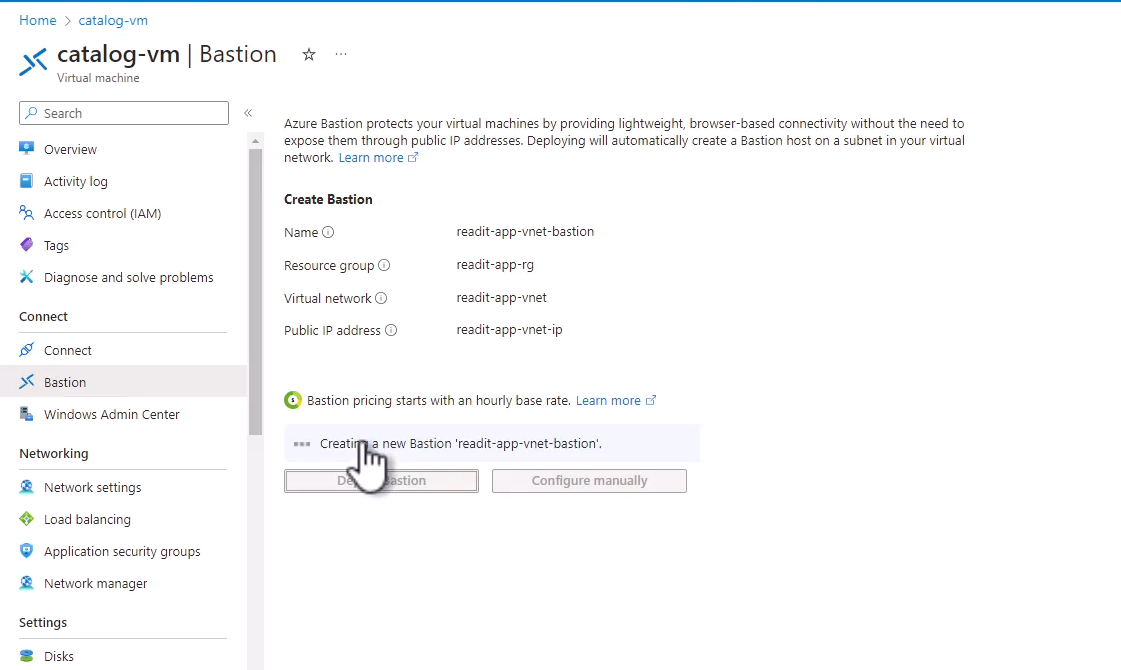 Home > catalog-vm
catalog-vm | Bastion
Virtual machine
Search
Overview
Activity log
Access control (IAM)
Tags
Diagnose and solve problems
Connect
Connect
Bastion
Windows Admin Center
Networking
Network settings
Load balancing
Application security groups
Network manager
Settings
Disks
Azure Bastion protects your virtual machines by providing lightweight, browser-based connectivity without the need to
expose them through public IP addresses. Deploying will automatically create a Bastion host on a subnet in your virtual
network. Learn more
Create Bastion
Name readit-app-vnet-bastion
Resource group readit-app-rg
Virtual network readit-app-vnet
Public IP address readit-app-vnet-ip
Bastion pricing starts with an hourly base rate. Learn more
Creating a new Bastion 'readit-app-vnet-bastion'.
Deploy Bastion
Configure manually